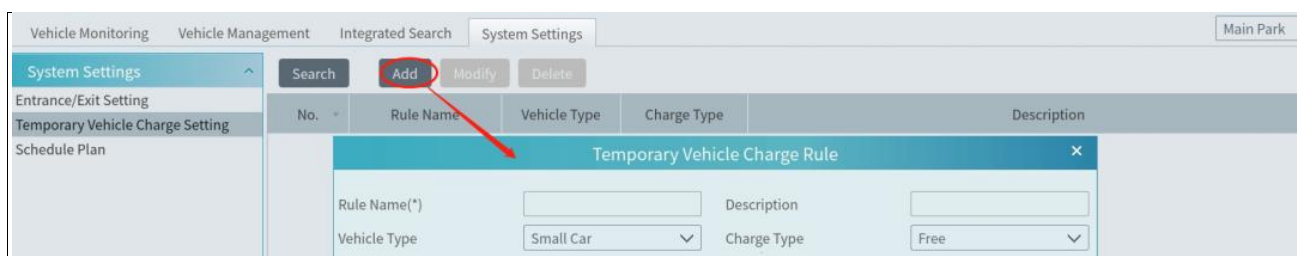 Vehicle Monitoring Vehicle Management Integrated Search System Settings Main Park
System Settings Search Add Modify Delete
Entrance/Exit Setting
Temporary Vehicle Charge Setting
Schedule Plan
No. Rule Name Vehicle Type Charge Type Description
Temporary Vehicle Charge Rule
Rule Name(*) Description
Vehicle Type Small Car Charge Type Free